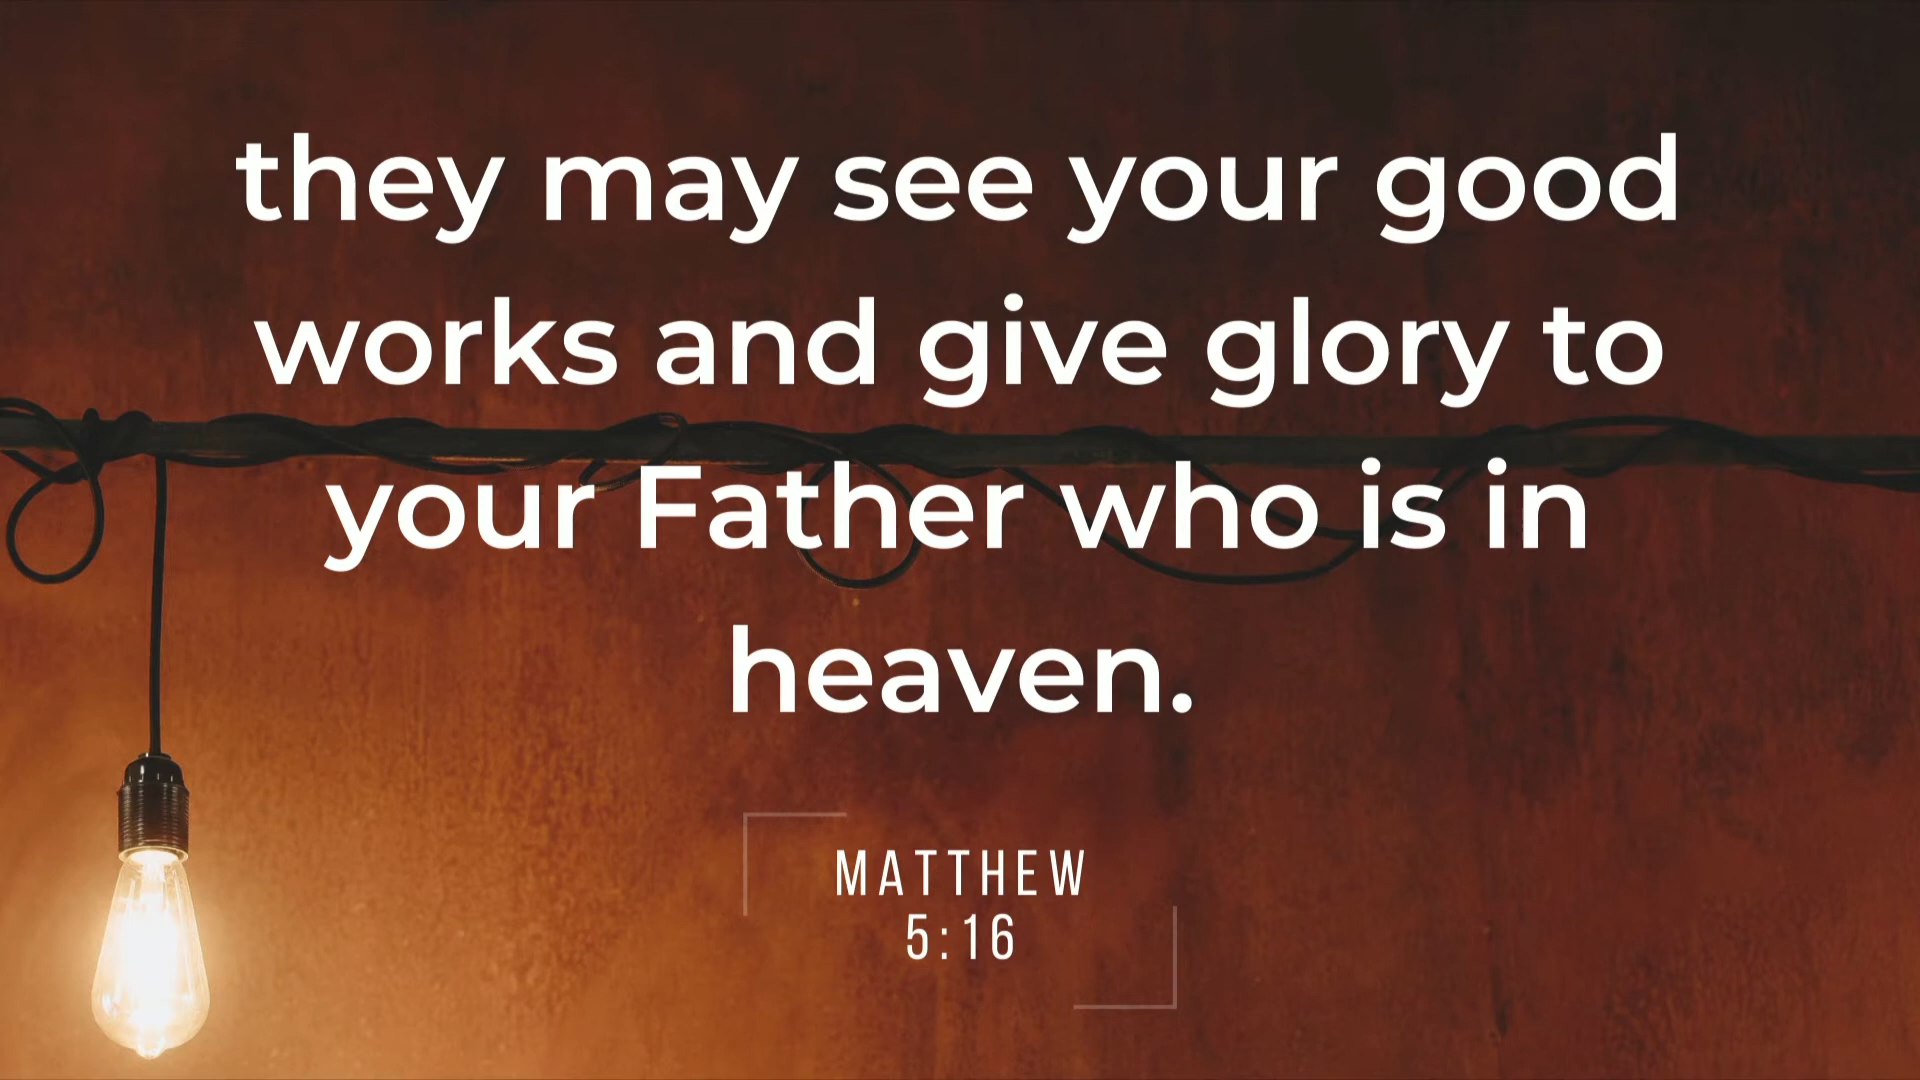 they may see your good
works and give glory to
your Father who is in
heaven.
MATTHEW
5:16